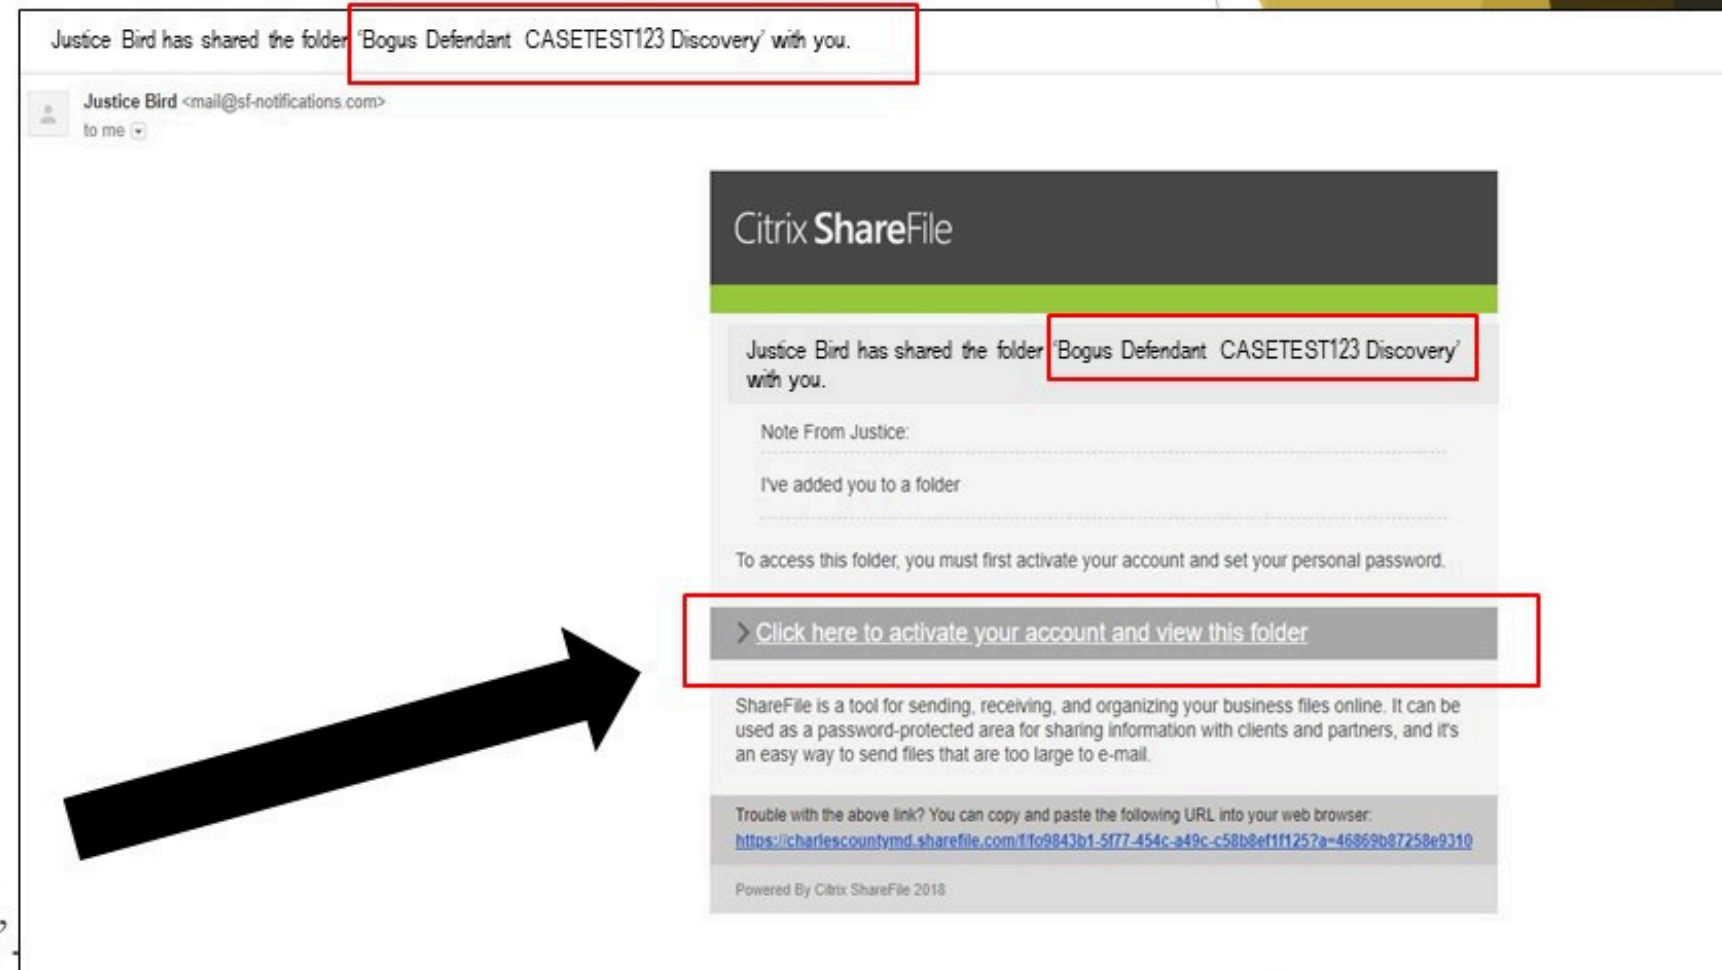 Justice Bird has shared the folder 'Bogus Defendant CASETEST123 Discovery' with you.
Justice Bird <mail@sf-notifications.com>
to me
Citrix ShareFile
Justice Bird has shared the folder 'Bogus Defendant CASETEST123 Discovery'
with you.
Note From Justice:
I've added you to a folder
To access this folder, you must first activate your account and set your personal password.
Click here to activate your account and view this folder
ShareFile is a tool for sending, receiving, and organizing your business files online. It can be
used as a password-protected area for sharing information with clients and partners, and it's
an easy way to send files that are too large to e-mail.
Trouble with the above link? You can copy and paste the following URL into your web browser:
https://charlescountymd.sharefile.com/f/fo9843b1-5f77-454c-a49c-c58b8ef1f125?a=46869b87258e9310
Powered By Citrix ShareFile 2018